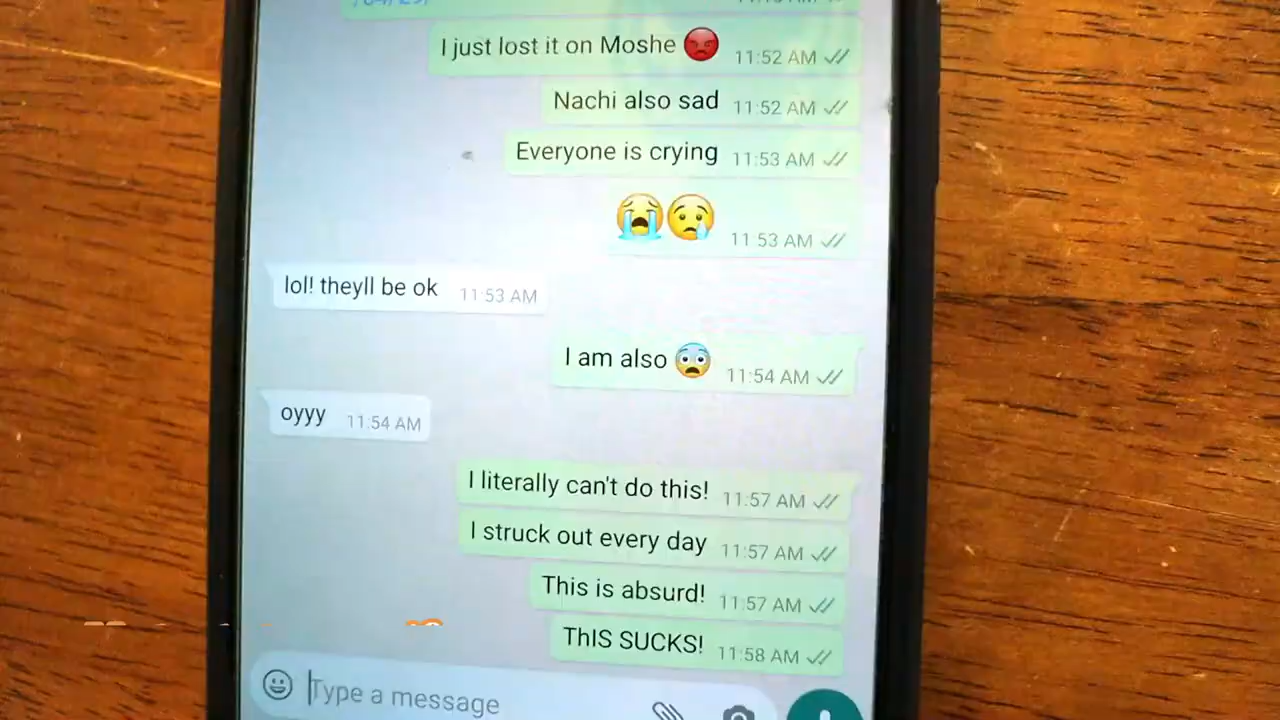 I just lost it on Moshe 😡 11:52 AM
Nachi also sad 11:52 AM
Everyone is crying 11:53 AM
😭😢 11:53 AM
lol! theyll be ok 11:53 AM
I am also 😨 11:54 AM
oyyy 11:54 AM
I literally can't do this! 11:57 AM
I struck out every day 11:57 AM
This is absurd! 11:57 AM
ThIS SUCKS! 11:58 AM
Type a message